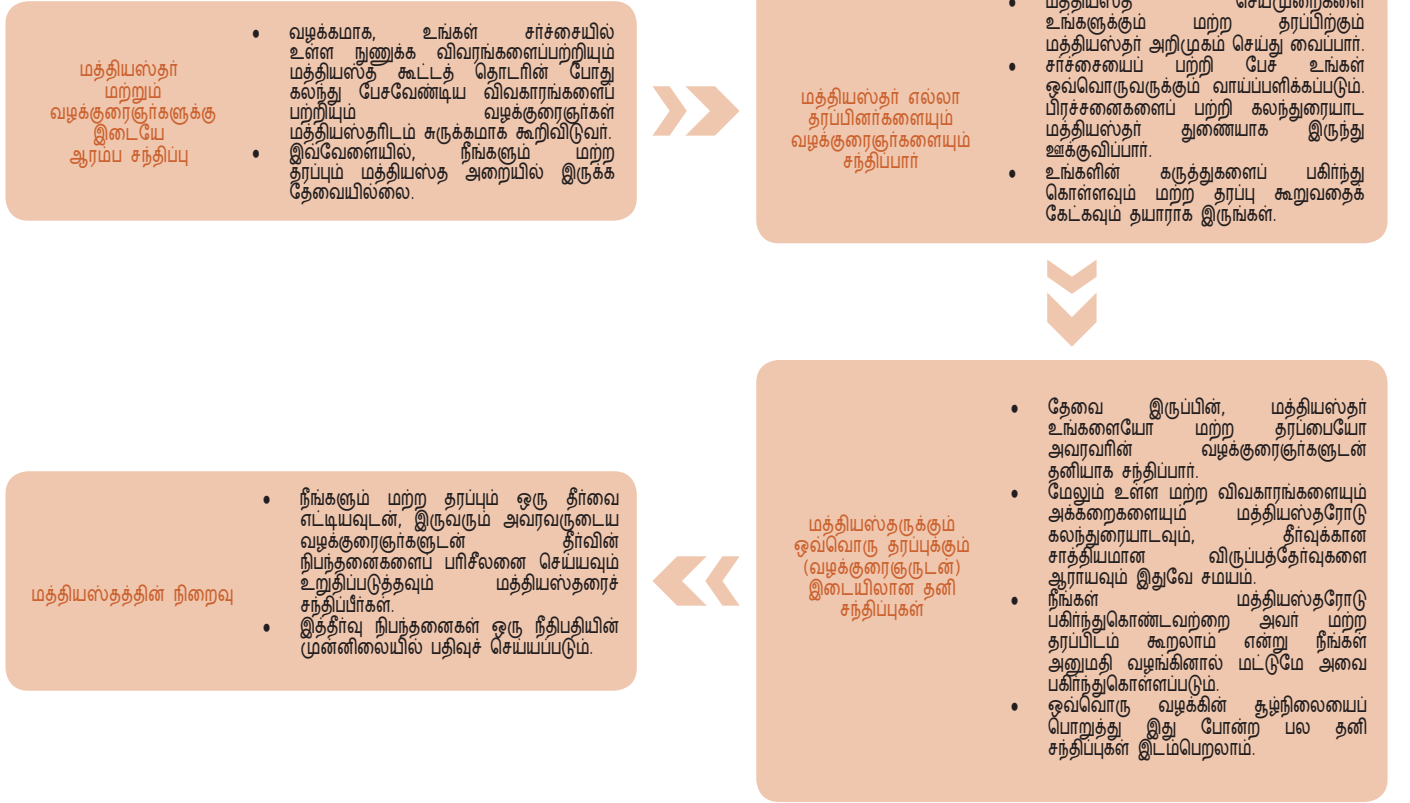 மத்தியஸ்தர்
மற்றும்
வழக்குரைஞர்களுக்கு
இடையே
ஆரம்ப சந்திப்பு
• வழக்கமாக, உங்கள் சர்ச்சையில்
உள்ள நுணுக்க விவரங்களைப்பற்றியும்
மத்தியஸ்த கூட்டத் தொடரின் போது
கலந்து பேசவேண்டிய விவகாரங்களைப்
பற்றியும் வழக்குரைஞர்கள்
மத்தியஸ்தரிடம் சுருக்கமாக கூறிவிடுவர்.
• இவ்வேளையில், நீங்களும் மற்ற
தரப்பும் மத்தியஸ்த அறையில் இருக்க
தேவையில்லை.
மத்தியஸ்தர் எல்லா
தரப்பினர்களையும்
வழக்குரைஞர்களையும்
சந்திப்பார்
• மத்தியஸ்த செய்முறைகளை
உங்களுக்கும் மற்ற தரப்பிற்கும்
மத்தியஸ்தர் அறிமுகம் செய்து வைப்பார்.
• சர்ச்சையைப் பற்றி பேச உங்கள்
ஒவ்வொருவருக்கும் வாய்ப்பளிக்கப்படும்.
பிரச்சனைகளைப் பற்றி கலந்துரையாட
மத்தியஸ்தர் துணையாக இருந்து
ஊக்குவிப்பார்.
• உங்களின் கருத்துகளைப் பகிர்ந்து
கொள்ளவும் மற்ற தரப்பு கூறுவதைக்
கேட்கவும் தயாராக இருங்கள்.
மத்தியஸ்தருக்கும்
ஒவ்வொரு தரப்புக்கும்
(வழக்குரைஞருடன்)
இடையிலான தனி
சந்திப்புகள்
• தேவை இருப்பின், மத்தியஸ்தர்
உங்களையோ மற்ற தரப்பையோ
அவரவரின் வழக்குரைஞர்களுடன்
தனியாக சந்திப்பார்.
• மேலும் உள்ள மற்ற விவகாரங்களையும்
அக்கறைகளையும் மத்தியஸ்தரோடு
கலந்துரையாடவும், தீர்வுக்கான
சாத்தியமான விருப்பத்தேர்வுகளை
ஆராயவும் இதுவே சமயம்.
• நீங்கள் மத்தியஸ்தரோடு
பகிர்ந்துகொண்டவற்றை அவர் மற்ற
தரப்பிடம் கூறலாம் என்று நீங்கள்
அனுமதி வழங்கினால் மட்டுமே அவை
பகிர்ந்துகொள்ளப்படும்.
• ஒவ்வொரு வழக்கின் சூழ்நிலையைப்
பொறுத்து இது போன்ற பல தனி
சந்திப்புகள் இடம்பெறலாம்.
மத்தியஸ்தத்தின் நிறைவு
• நீங்களும் மற்ற தரப்பும் ஒரு தீர்வை
எட்டியவுடன், இருவரும் அவரவருடைய
வழக்குரைஞர்களுடன் தீர்வின்
நிபந்தனைகளைப் பரிசீலனை செய்யவும்
உறுதிப்படுத்தவும் மத்தியஸ்தரைச்
சந்திப்பீர்கள்.
• இத்தீர்வு நிபந்தனைகள் ஒரு நீதிபதியின்
முன்னிலையில் பதிவுச் செய்யப்படும்.